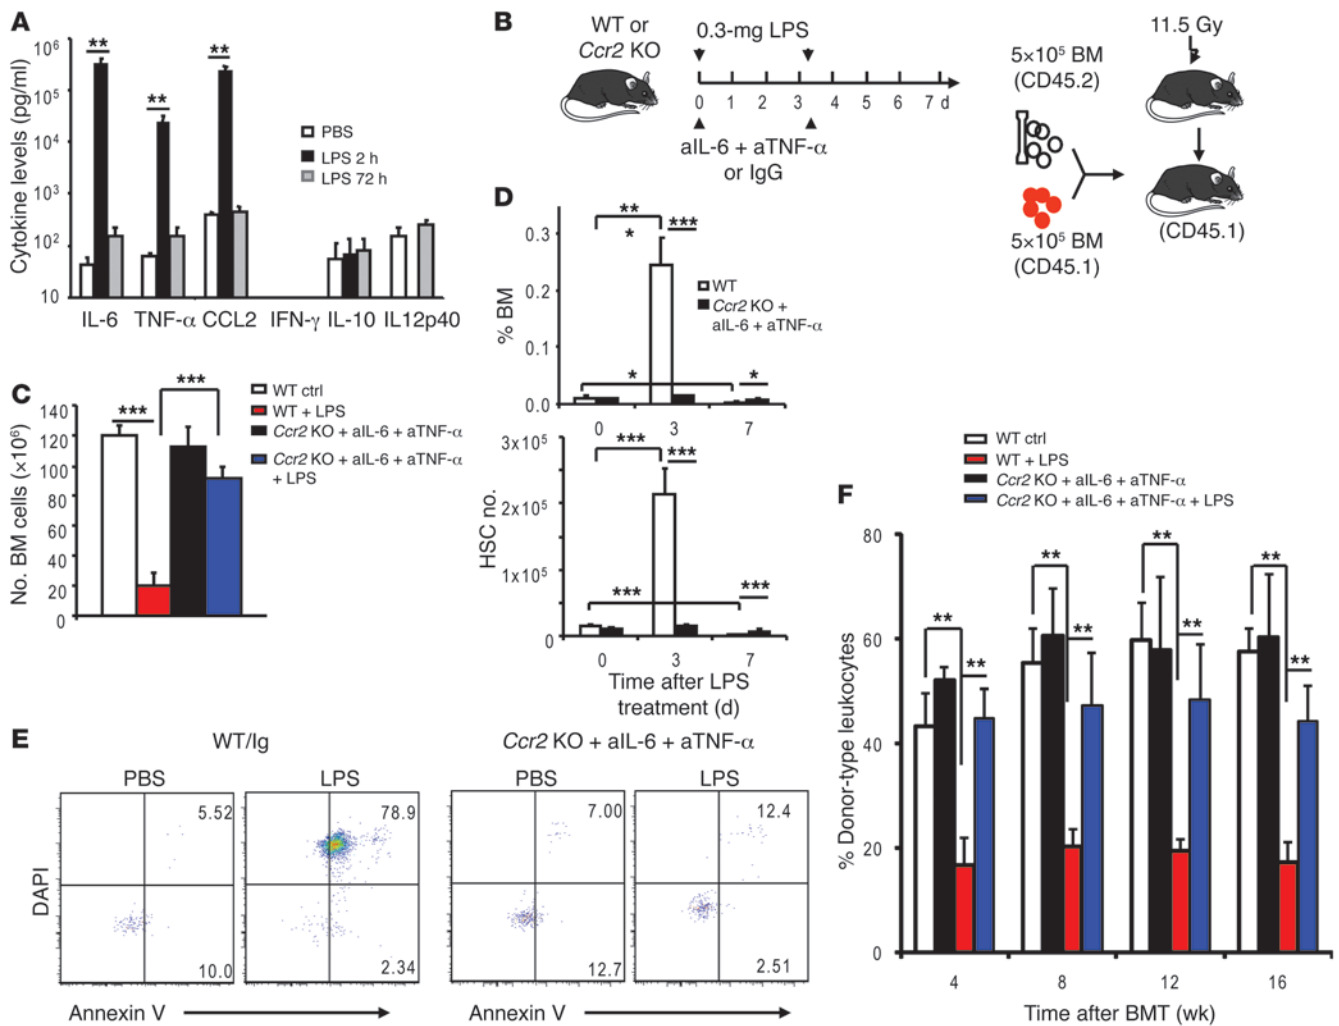 A
Cytokine levels (pg/ml)
10⁶
10⁵
10⁴
10³
10²
10
**
**
**
PBS
LPS 2 h
LPS 72 h
IL-6 TNF-α CCL2 IFN-γ IL-10 IL12p40
B
WT or
Ccr2 KO
0.3-mg LPS
0 1 2 3 4 5 6 7 d
aIL-6 + aTNF-α
or IgG
5×10⁵ BM
(CD45.2)
5×10⁵ BM
(CD45.1)
11.5 Gy
(CD45.1)
C
No. BM cells (×10⁶)
140
120
100
80
60
40
20
0
***
***
WT ctrl
WT + LPS
Ccr2 KO + aIL-6 + aTNF-α
Ccr2 KO + aIL-6 + aTNF-α
+ LPS
D
% BM
0.3
0.2
0.1
0.0
**
*
***
*
*
WT
Ccr2 KO +
aIL-6 + aTNF-α
0 3 7
HSC no.
3x10⁵
2x10⁵
1x10⁵
0
***
***
***
***
0 3 7
Time after LPS
treatment (d)
E
WT/Ig
Ccr2 KO + aIL-6 + aTNF-α
PBS LPS PBS LPS
5.52 78.9 7.00 12.4
DAPI
10.0 2.34 12.7 2.51
Annexin V
Annexin V
F
WT ctrl
WT + LPS
Ccr2 KO + aIL-6 + aTNF-α
Ccr2 KO + aIL-6 + aTNF-α + LPS
% Donor-type leukocytes
80
60
40
20
0
**
**
**
**
**
**
**
**
4 8 12 16
Time after BMT (wk)